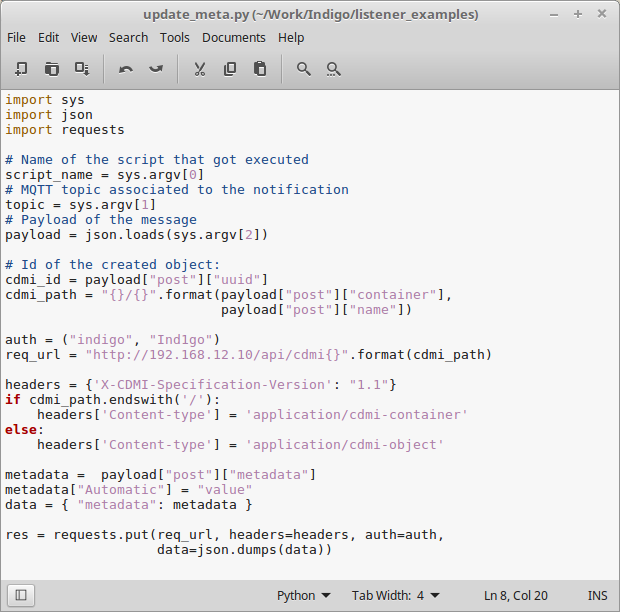 update_meta.py (~/Work/Indigo/listener_examples)
File Edit View Search Tools Documents Help
import sys
import json
import requests
# Name of the script that got executed
script_name = sys.argv[0]
# MQTT topic associated to the notification
topic = sys.argv[1]
# Payload of the message
payload = json.loads(sys.argv[2])
# Id of the created object:
cdmi_id = payload["post"]["uuid"]
cdmi_path = "{}/{}".format(payload["post"]["container"],
                           payload["post"]["name"])
auth = ("indigo", "Ind1go")
req_url = "http://192.168.12.10/api/cdmi{}".format(cdmi_path)
headers = {'X-CDMI-Specification-Version': "1.1"}
if cdmi_path.endswith('/'):
    headers['Content-type'] = 'application/cdmi-container'
else:
    headers['Content-type'] = 'application/cdmi-object'
metadata =  payload["post"]["metadata"]
metadata["Automatic"] = "value"
data = { "metadata": metadata }
res = requests.put(req_url, headers=headers, auth=auth,
                   data=json.dumps(data))
Python Tab Width: 4 Ln 8, Col 20 INS